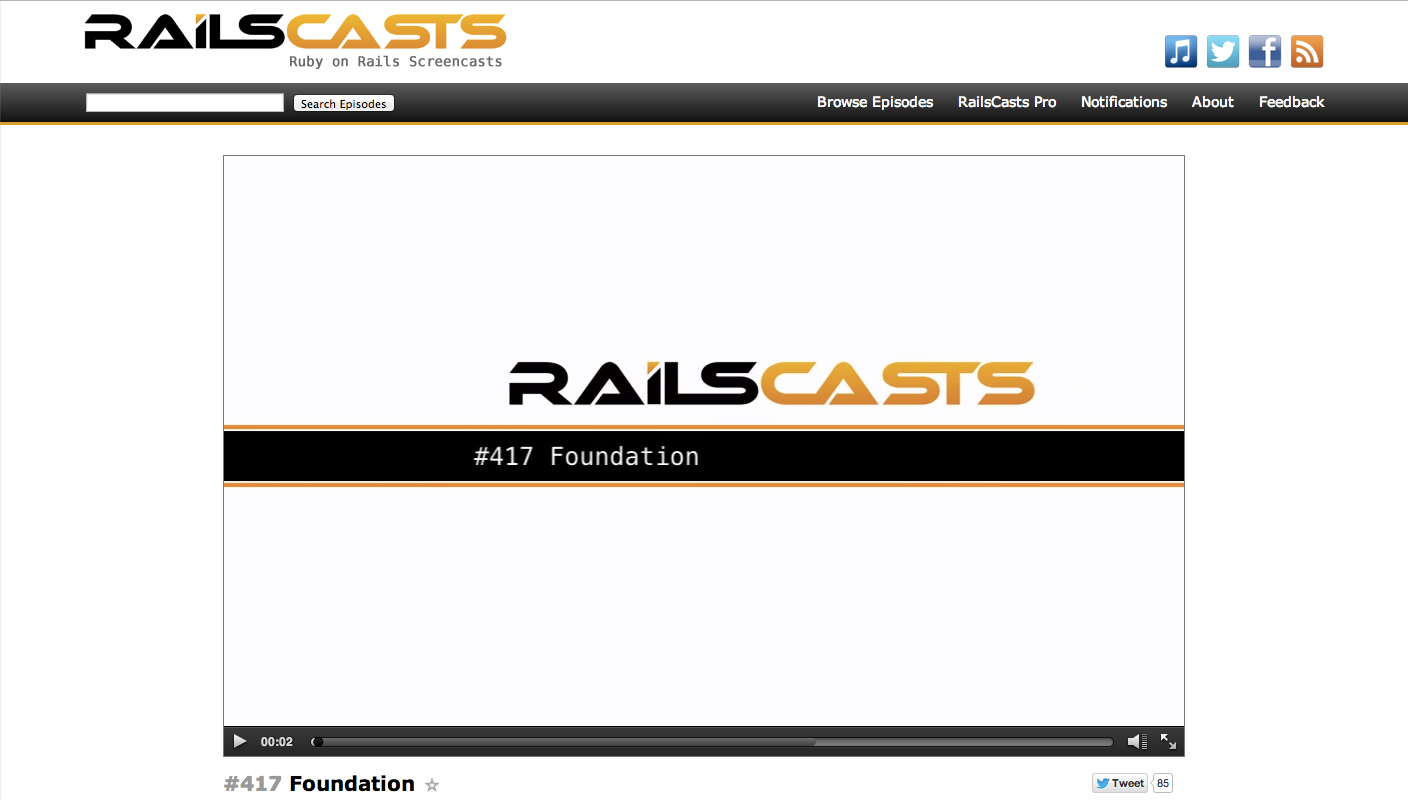 RAILSCASTS
Ruby on Rails Screencasts
Search Episodes
Browse Episodes RailsCasts Pro Notifications About Feedback
RAILSCASTS
#417 Foundation
00:02
#417 Foundation ☆
Tweet 85